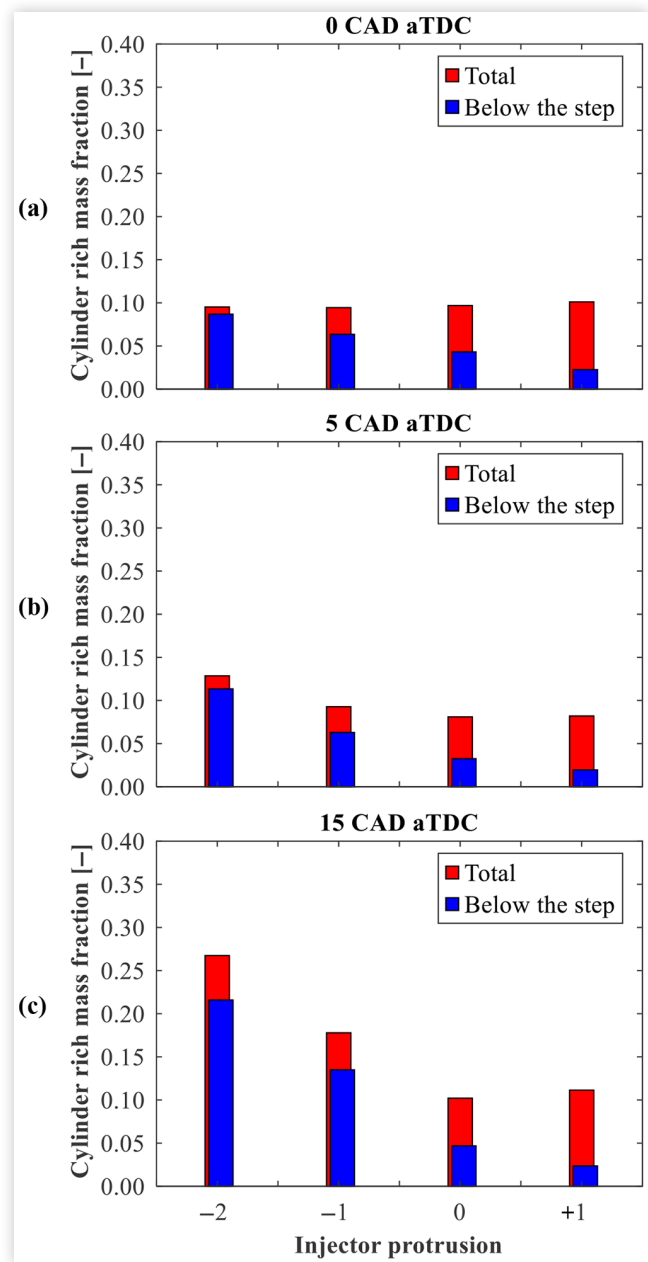 0 CAD aTDC
0.40
0.35
0.30
0.25
0.20
0.15
0.10
0.05
0.00
Cylinder rich mass fraction [−]
Total
Below the step
(a)
5 CAD aTDC
0.40
0.35
0.30
0.25
0.20
0.15
0.10
0.05
0.00
Cylinder rich mass fraction [−]
Total
Below the step
(b)
15 CAD aTDC
0.40
0.35
0.30
0.25
0.20
0.15
0.10
0.05
0.00
Cylinder rich mass fraction [−]
Total
Below the step
(c)
−2 −1 0 +1
Injector protrusion